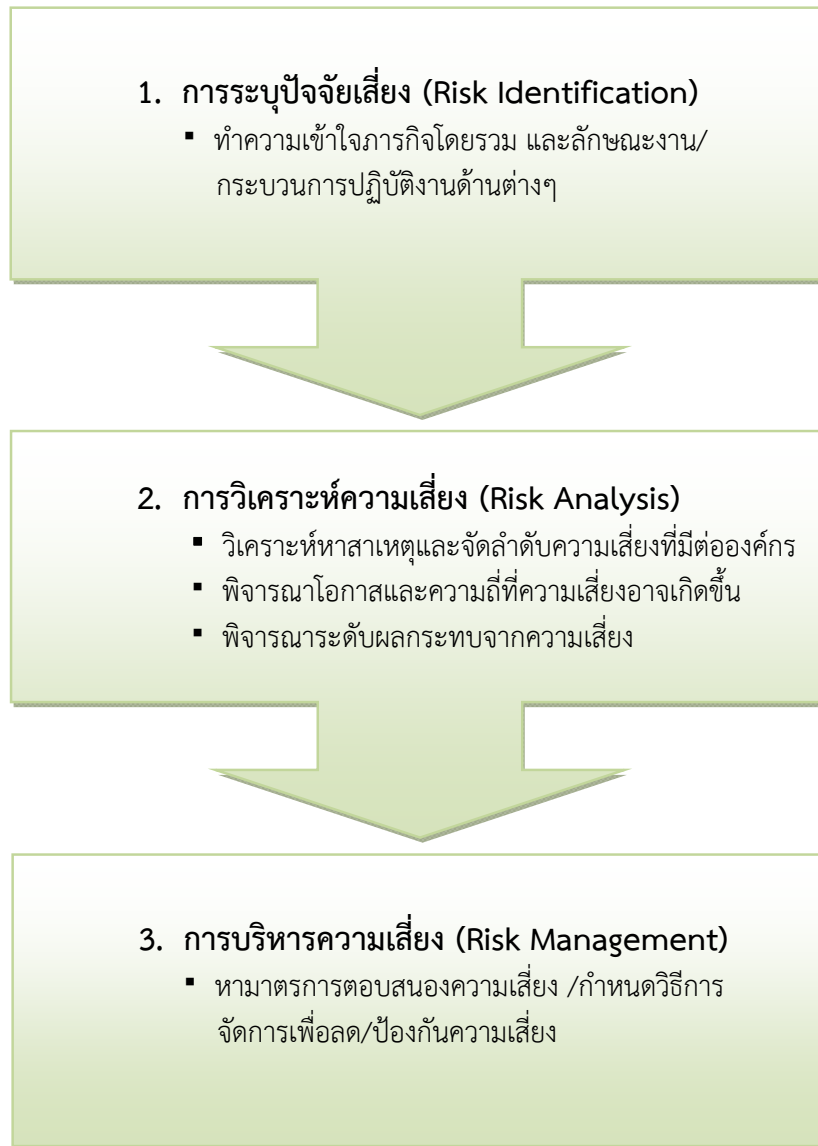 1. การระบุปัจจัยเสี่ยง (Risk Identification)
▪ ทำความเข้าใจภารกิจโดยรวม และลักษณะงาน/
กระบวนการปฏิบัติงานด้านต่างๆ
2. การวิเคราะห์ความเสี่ยง (Risk Analysis)
▪ วิเคราะห์หาสาเหตุและจัดลำดับความเสี่ยงที่มีต่อองค์กร
▪ พิจารณาโอกาสและความถี่ที่ความเสี่ยงอาจเกิดขึ้น
▪ พิจารณาระดับผลกระทบจากความเสี่ยง
3. การบริหารความเสี่ยง (Risk Management)
▪ หามาตรการตอบสนองความเสี่ยง /กำหนดวิธีการ
จัดการเพื่อลด/ป้องกันความเสี่ยง